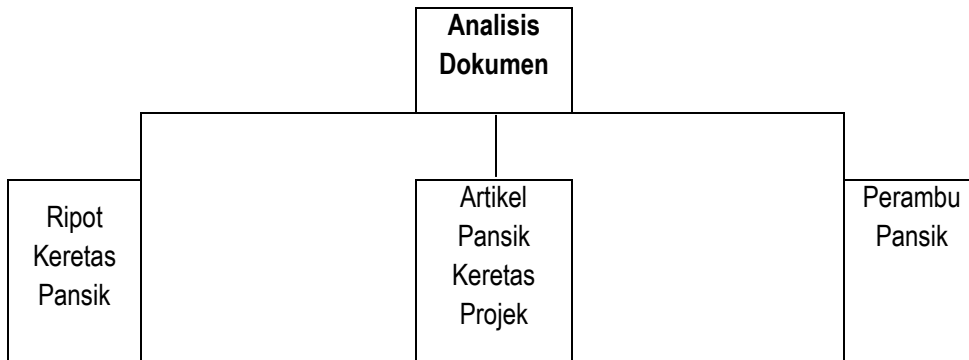 Analisis
Dokumen
Ripot
Keretas
Pansik
Artikel
Pansik
Keretas
Projek
Perambu
Pansik